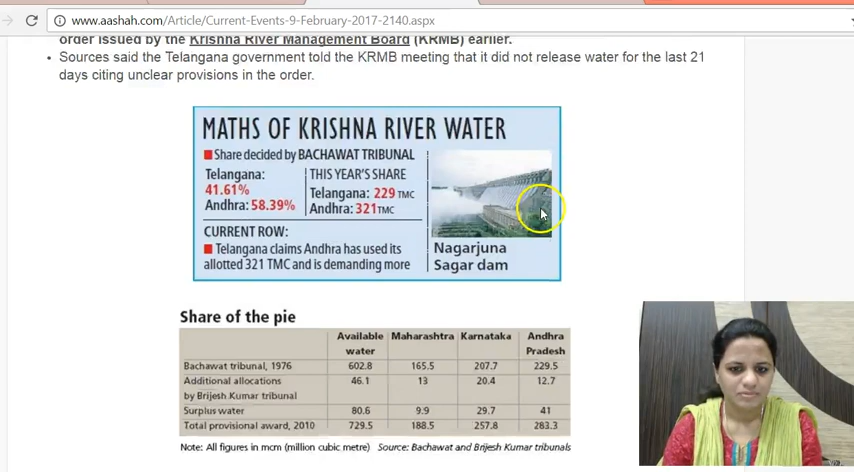 www.aashah.com/Article/Current-Events-9-February-2017-2140.aspx
order issued by the Krishna River Management Board (KRMB) earlier.
• Sources said the Telangana government told the KRMB meeting that it did not release water for the last 21
days citing unclear provisions in the order.
MATHS OF KRISHNA RIVER WATER
Share decided by BACHAWAT TRIBUNAL
Telangana:
41.61%
Andhra: 58.39%
THIS YEAR'S SHARE
Telangana: 229 TMC
Andhra: 321TMC
CURRENT ROW:
Telangana claims Andhra has used its
allotted 321 TMC and is demanding more
Nagarjuna
Sagar dam
Share of the pie
Available water Maharashtra Karnataka Andhra Pradesh
Bachawat tribunal, 1976 602.8 165.5 207.7 229.5
Additional allocations
by Brijesh Kumar tribunal 46.1 13 20.4 12.7
Surplus water 80.6 9.9 29.7 41
Total provisional award, 2010 729.5 188.5 257.8 283.3
Note: All figures in mcm (million cubic metre) Source: Bachawat and Brijesh Kumar tribunals